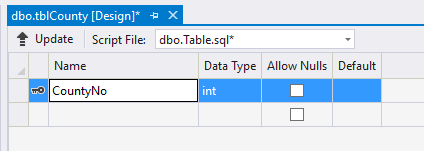 dbo.tblCounty [Design]*
Update Script File: dbo.Table.sql*
Name Data Type Allow Nulls Default
CountyNo int